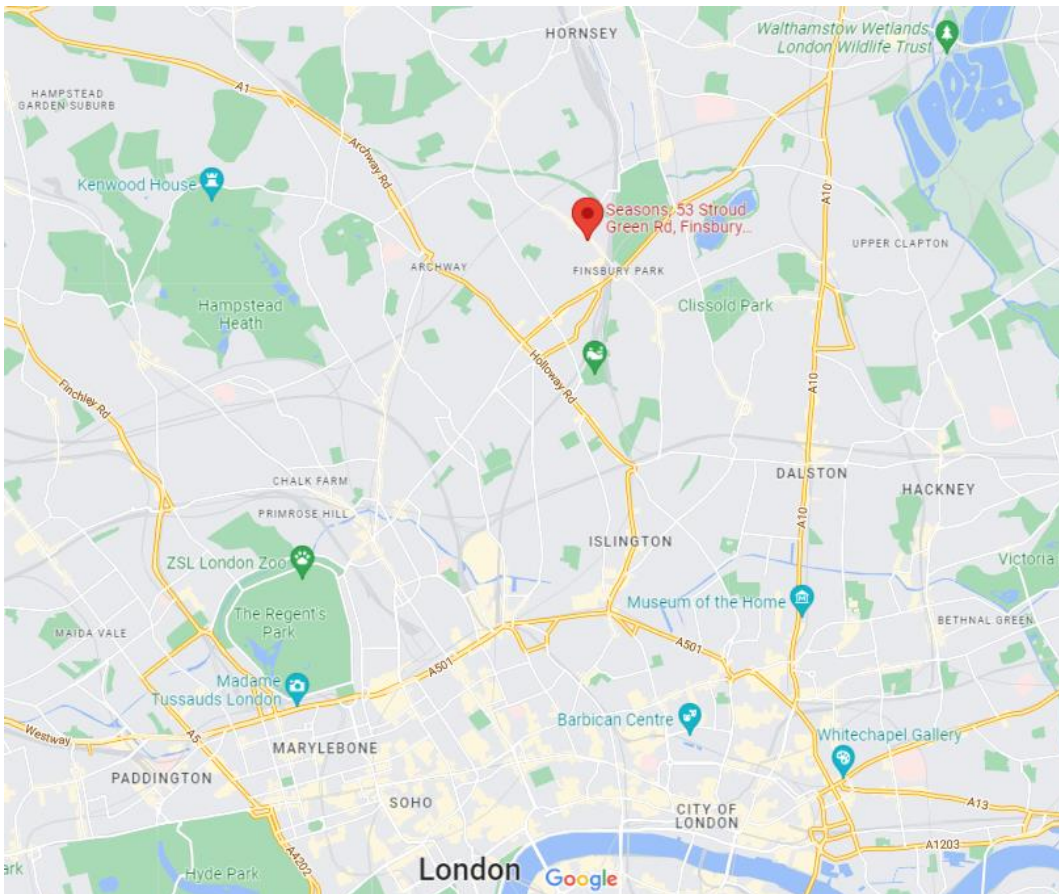 HORNSEY
Walthamstow Wetlands
London Wildlife Trust
HAMPSTEAD
GARDEN SUBURB
A1
Archway Rd
A10
Kenwood House
Seasons, 53 Stroud
Green Rd, Finsbury...
A10
UPPER CLAPTON
ARCHWAY
FINSBURY PARK
Hampstead
Heath
Clissold Park
Holloway Rd
Finchley Rd
A10
DALSTON
HACKNEY
CHALK FARM
PRIMROSE HILL
A10
ISLINGTON
ZSL London Zoo
Victoria
The Regent's
Park
Museum of the Home
MAIDA VALE
BETHNAL GREEN
A501
A501
Madame
Tussauds London
Barbican Centre
Westway
A5
MARYLEBONE
Whitechapel Gallery
PADDINGTON
SOHO
CITY OF
LONDON
A13
A4202
A1203
ark
Hyde Park
London
Google